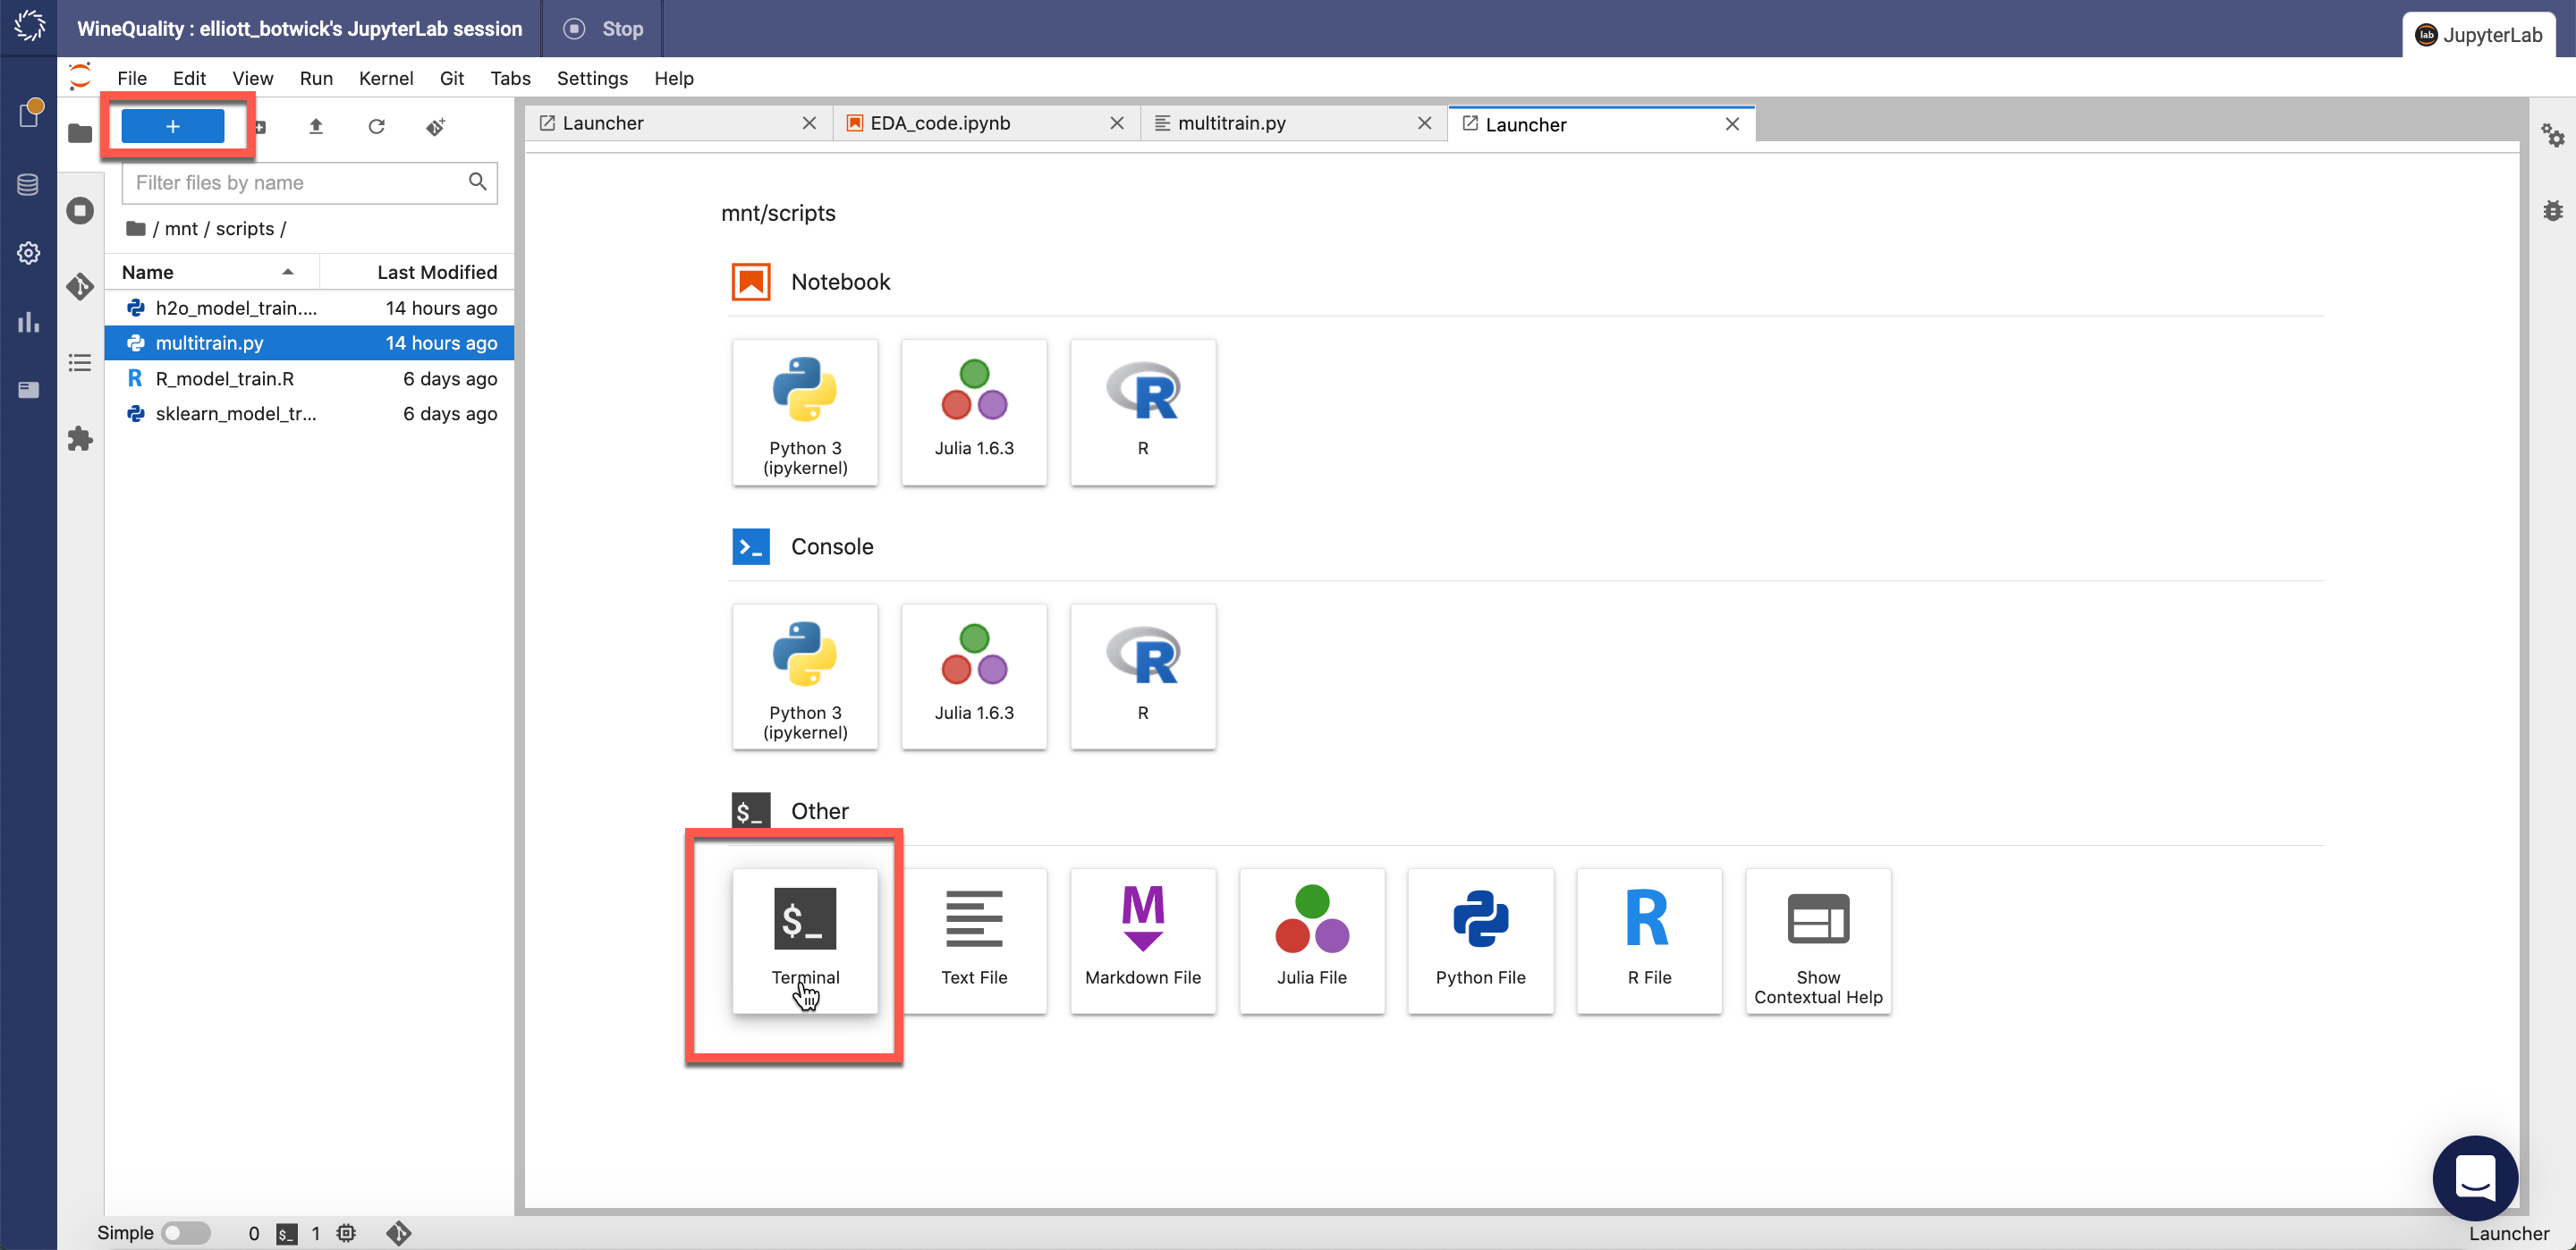 WineQuality : elliott_botwick's JupyterLab session
Stop
lab JupyterLab
File Edit View Run Kernel Git Tabs Settings Help
+
Launcher
EDA_code.ipynb
multitrain.py
Launcher
Filter files by name
/ mnt / scripts /
Name Last Modified
h2o_model_train.... 14 hours ago
multitrain.py 14 hours ago
R_model_train.R 6 days ago
sklearn_model_tr... 6 days ago
mnt/scripts
Notebook
Python 3
(ipykernel)
Julia 1.6.3
R
Console
Python 3
(ipykernel)
Julia 1.6.3
R
$_ Other
$_
Terminal
Text File
M
Markdown File
Julia File
Python File
R
R File
Show
Contextual Help
Simple 0 $_ 1
Launcher